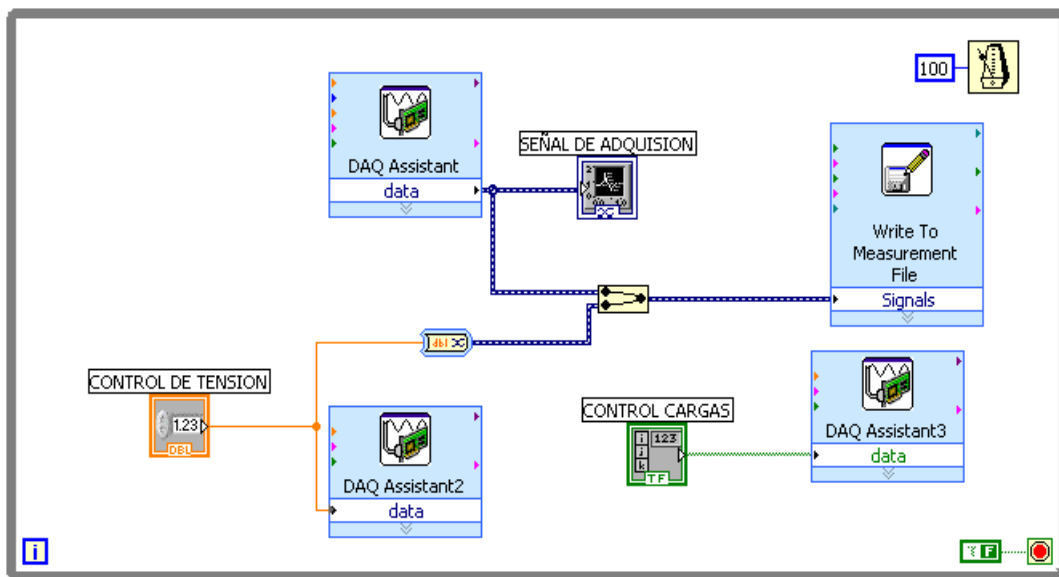 100
DAQ Assistant
data
SEÑAL DE ADQUISION
Write To
Measurement
File
Signals
dbl
CONTROL DE TENSION
1.23
DBL
DAQ Assistant2
data
CONTROL CARGAS
i
j
k
123
TF
DAQ Assistant3
data
i
F